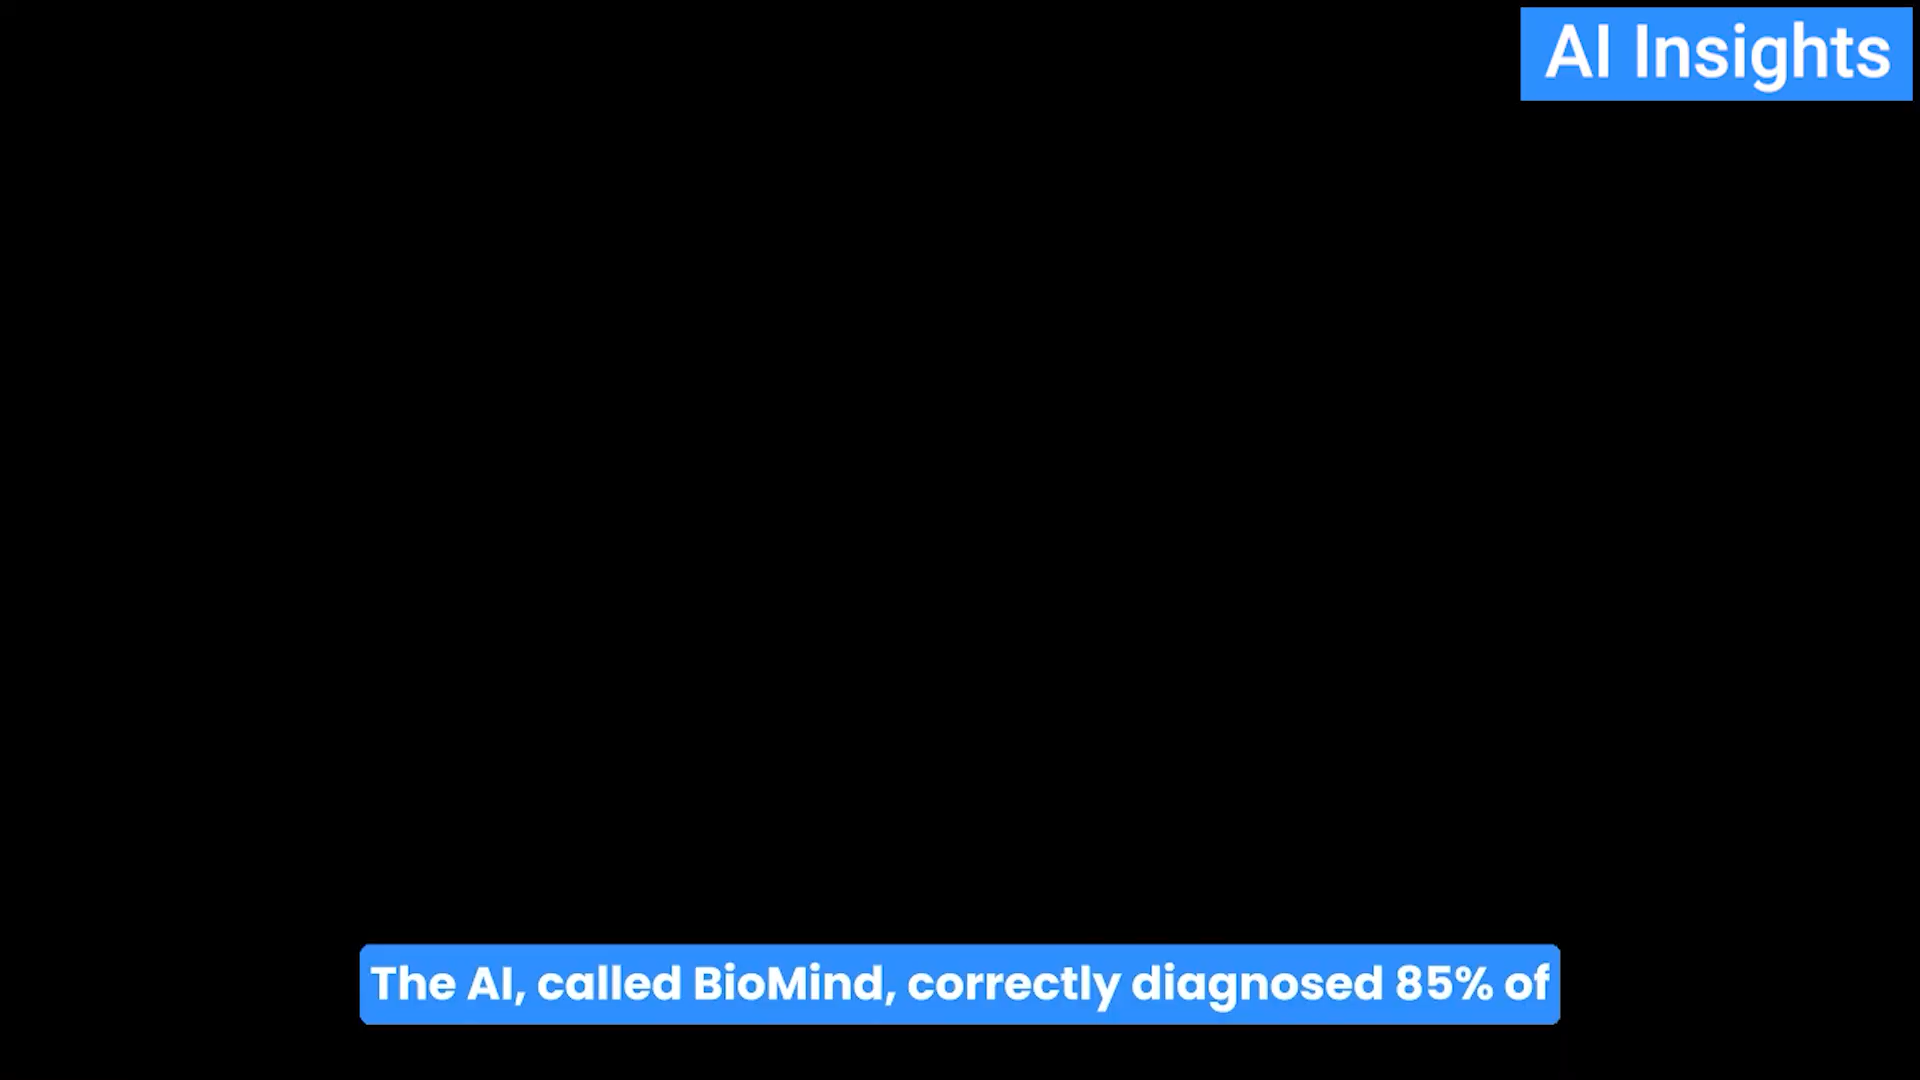 AI Insights
The AI, called BioMind, correctly diagnosed 85% of